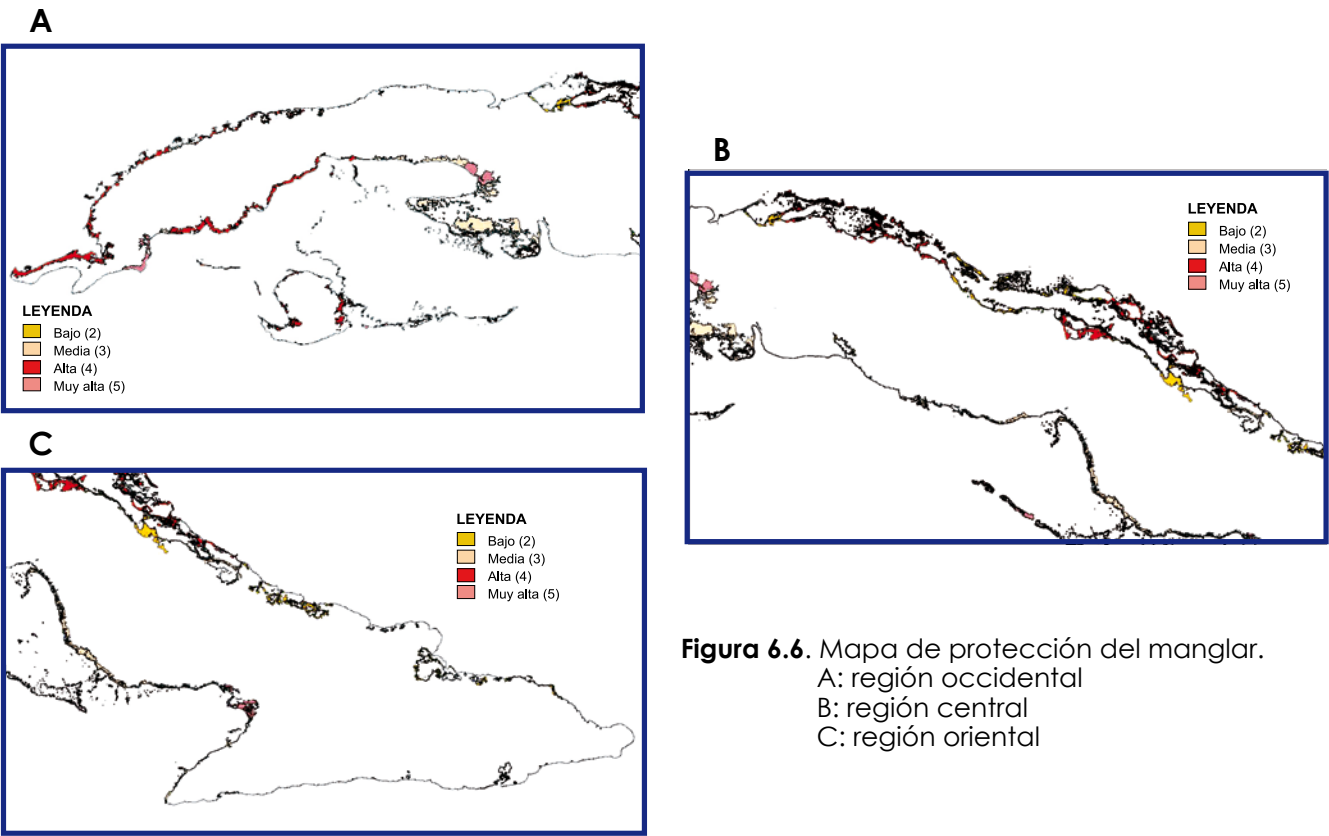 A
LEYENDA
Bajo (2)
Media (3)
Alta (4)
Muy alta (5)
B
LEYENDA
Bajo (2)
Media (3)
Alta (4)
Muy alta (5)
C
LEYENDA
Bajo (2)
Media (3)
Alta (4)
Muy alta (5)
Figura 6.6. Mapa de protección del manglar.
A: región occidental
B: región central
C: región oriental